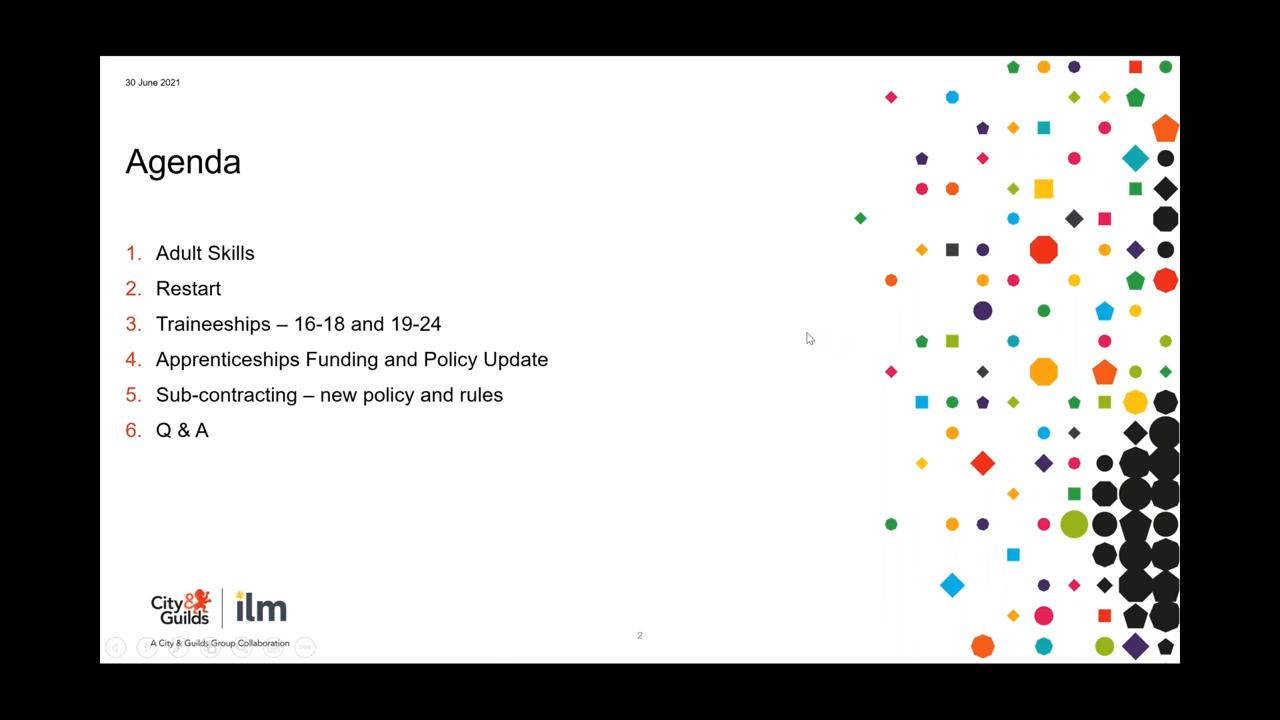 30 June 2021
Agenda
1. Adult Skills
2. Restart
3. Traineeships – 16-18 and 19-24
4. Apprenticeships Funding and Policy Update
5. Sub-contracting – new policy and rules
6. Q & A
City & Guilds
ilm
A City & Guilds Group Collaboration
2